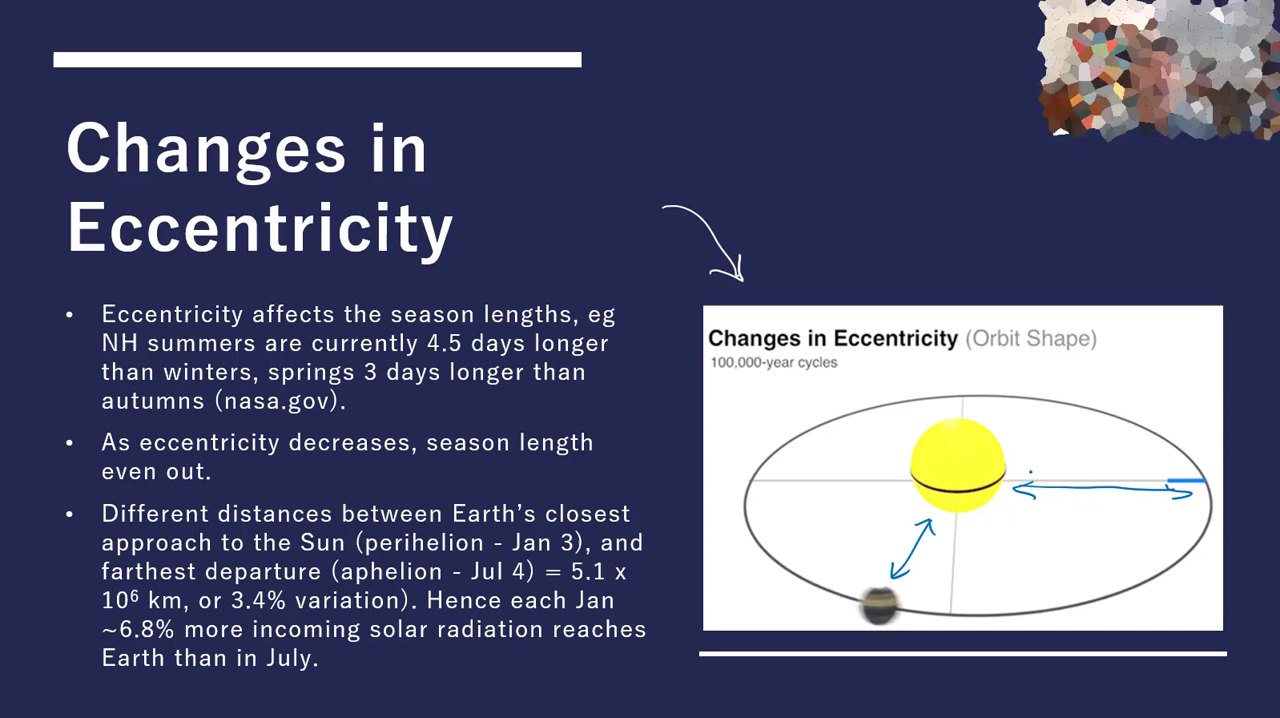 Changes in
Eccentricity
• Eccentricity affects the season lengths, eg
NH summers are currently 4.5 days longer
than winters, springs 3 days longer than
autumns (nasa.gov).
• As eccentricity decreases, season length
even out.
• Different distances between Earth's closest
approach to the Sun (perihelion - Jan 3), and
farthest departure (aphelion - Jul 4) = 5.1 x
10⁶ km, or 3.4% variation). Hence each Jan
~6.8% more incoming solar radiation reaches
Earth than in July.
Changes in Eccentricity (Orbit Shape)
100,000-year cycles